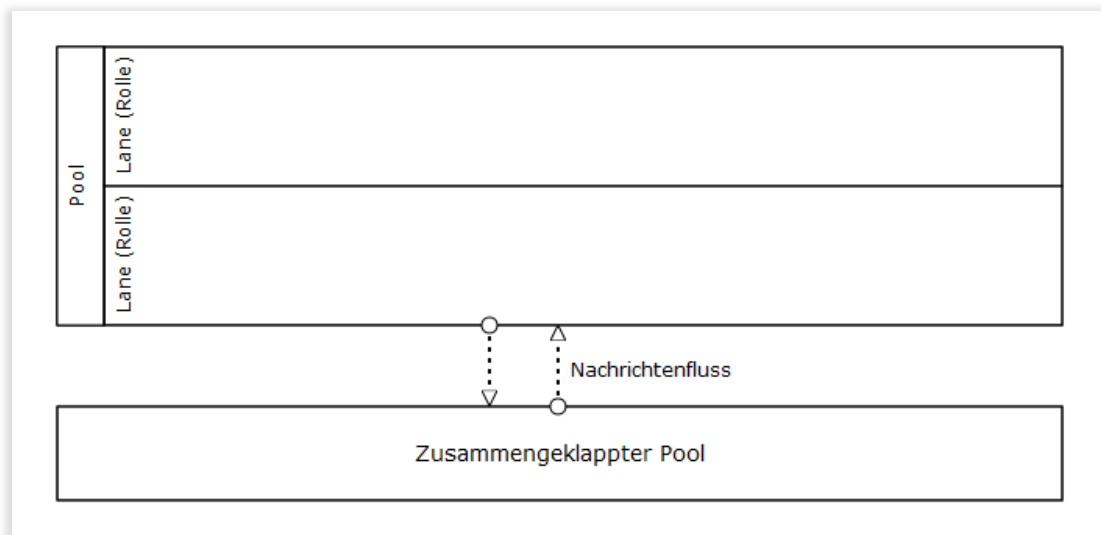 Pool
Lane (Rolle)
Lane (Rolle)
Nachrichtenfluss
Zusammengeklappter Pool